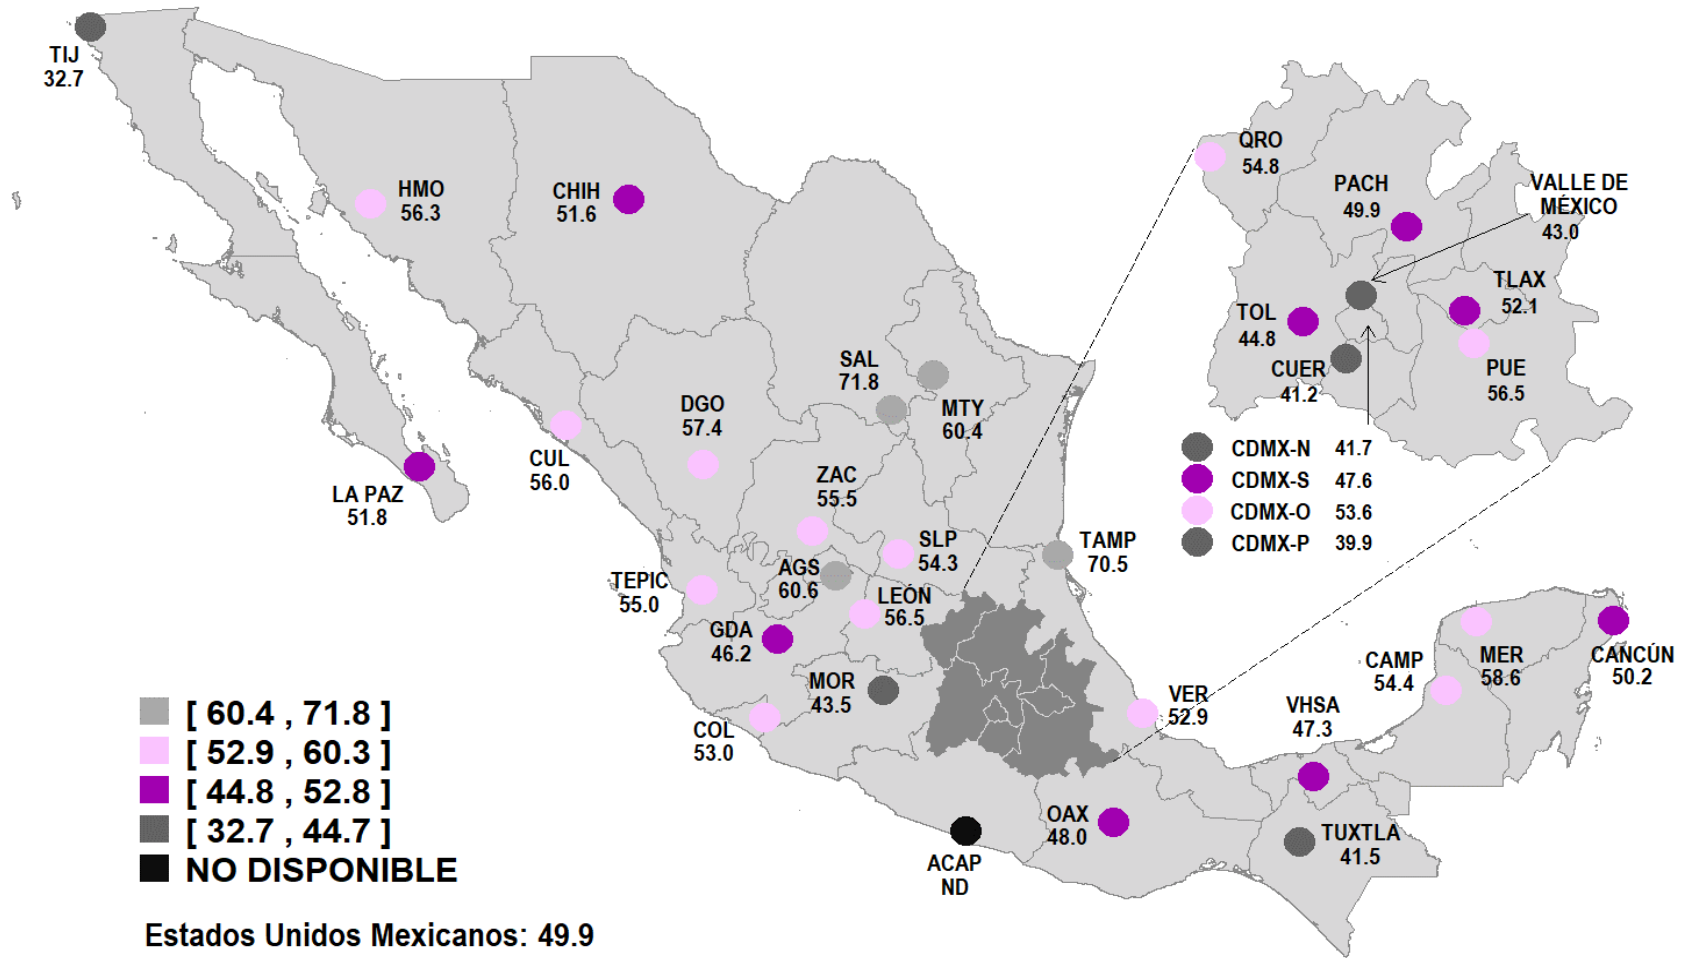 TIJ
32.7
HMO
56.3
CHIH
51.6
LA PAZ
51.8
CUL
56.0
DGO
57.4
SAL
71.8
MTY
60.4
ZAC
55.5
SLP
54.3
AGS
60.6
LEÓN
56.5
TEPIC
55.0
GDA
46.2
MOR
43.5
COL
53.0
TAMP
70.5
VER
52.9
ACAP
ND
OAX
48.0
VHSA
47.3
TUXTLA
41.5
CAMP
54.4
MER
58.6
CANCÚN
50.2
QRO
54.8
PACH
49.9
VALLE DE
MÉXICO
43.0
TLAX
52.1
TOL
44.8
CUER
41.2
PUE
56.5
CDMX-N 41.7
CDMX-S 47.6
CDMX-O 53.6
CDMX-P 39.9
[ 60.4 , 71.8 ]
[ 52.9 , 60.3 ]
[ 44.8 , 52.8 ]
[ 32.7 , 44.7 ]
NO DISPONIBLE
Estados Unidos Mexicanos: 49.9